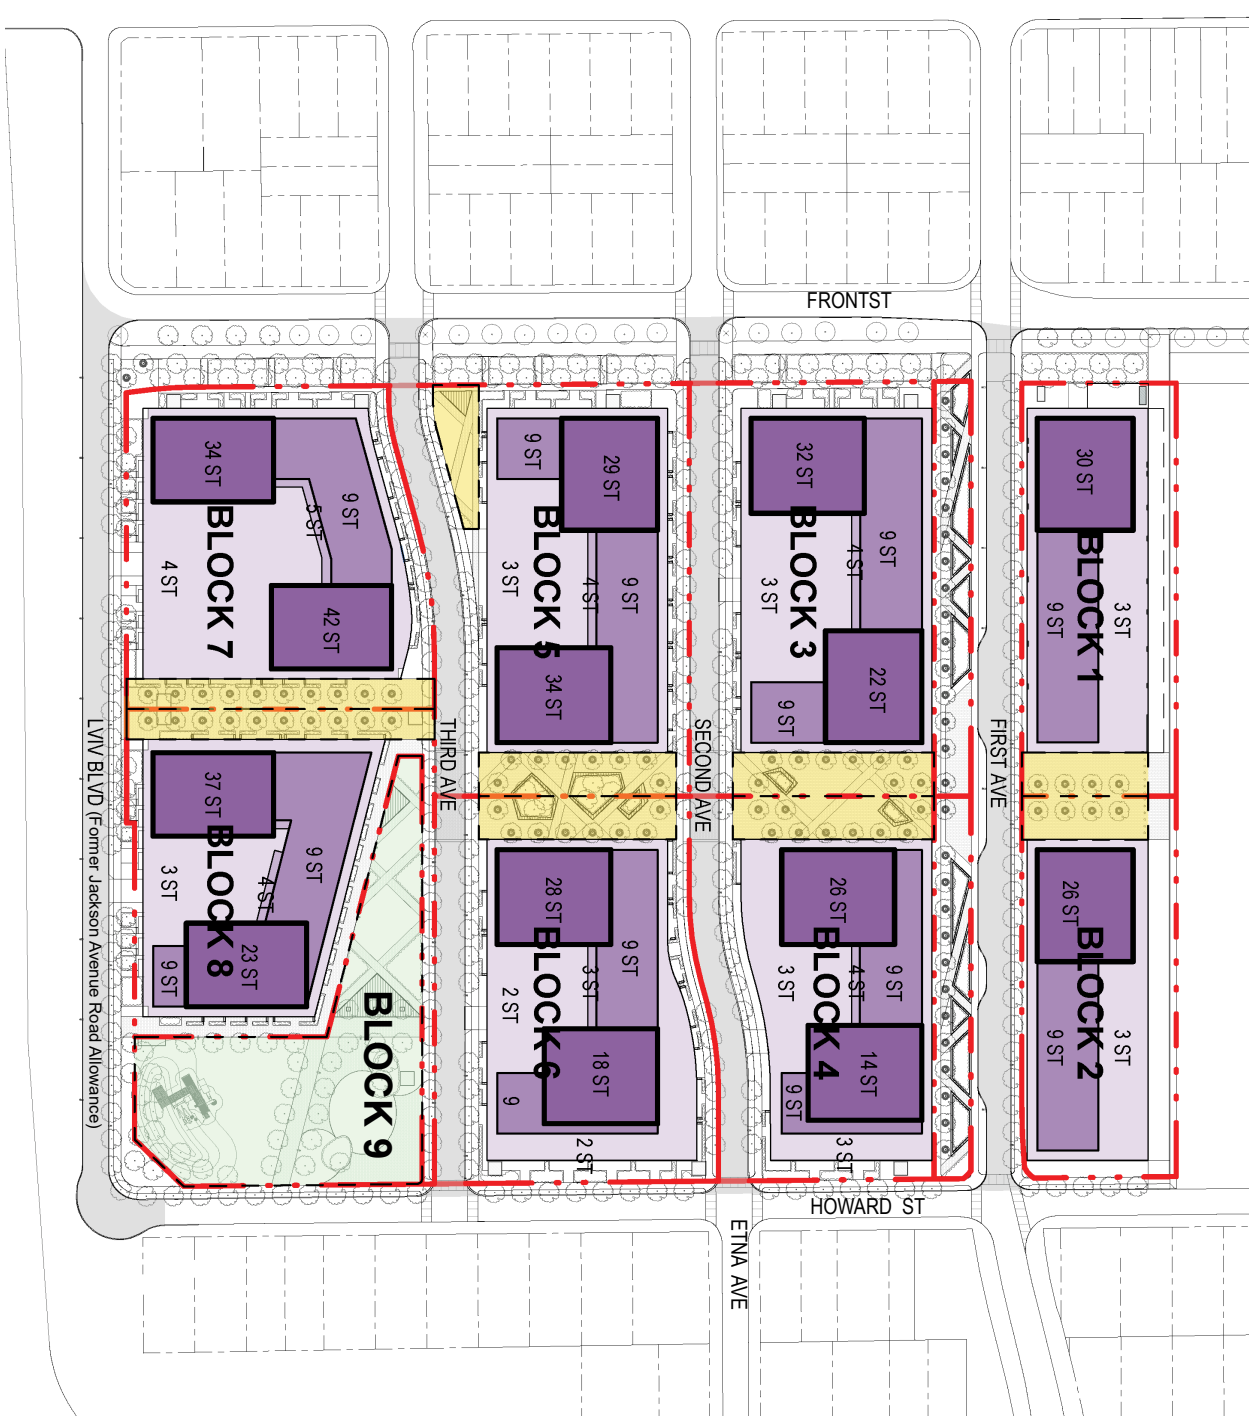 FRONTST
34 ST
9 ST
5 ST
BLOCK 7
4 ST
42 ST
9 ST
29 ST
BLOCK 5
3 ST
4 ST
9 ST
34 ST
32 ST
9 ST
4 ST
BLOCK 3
3 ST
22 ST
9 ST
30 ST
BLOCK 1
9 ST
3 ST
LVIV BLVD (Former Jackson Avenue Road Allowance)
THIRD AVE
SECOND AVE
FIRST AVE
37 ST
9 ST
BLOCK 8
3 ST
4 ST
23 ST
9 ST
BLOCK 9
28 ST
9 ST
BLOCK 6
3 ST
2 ST
18 ST
9
2 ST
26 ST
9 ST
4 ST
BLOCK 4
3 ST
14 ST
9 ST
3 ST
26 ST
BLOCK 2
9 ST
3 ST
HOWARD ST
ETNA AVE